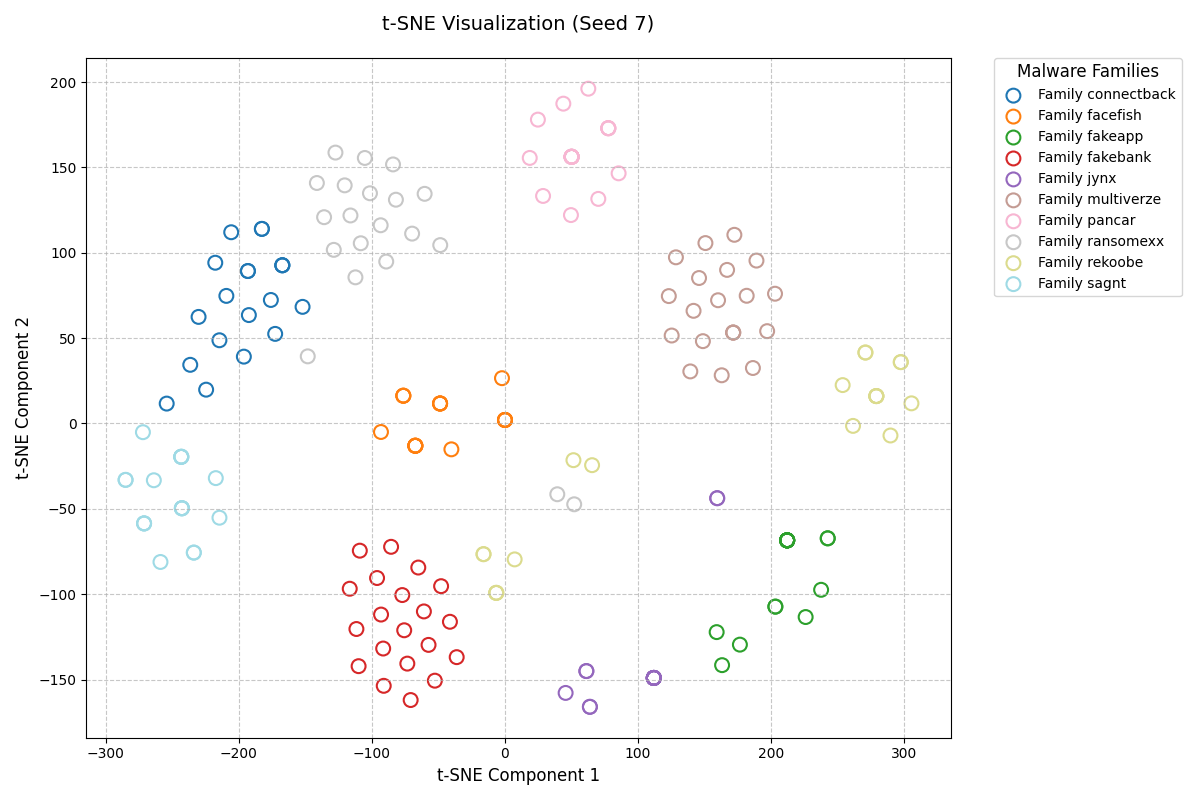 t-SNE Visualization (Seed 7)
Malware Families
Family connectback
Family facefish
Family fakeapp
Family fakebank
Family jynx
Family multiverze
Family pancar
Family ransomexx
Family rekoobe
Family sagnt
t-SNE Component 2
200
150
100
50
0
−50
−100
−150
−300
−200
−100
0
100
200
300
t-SNE Component 1